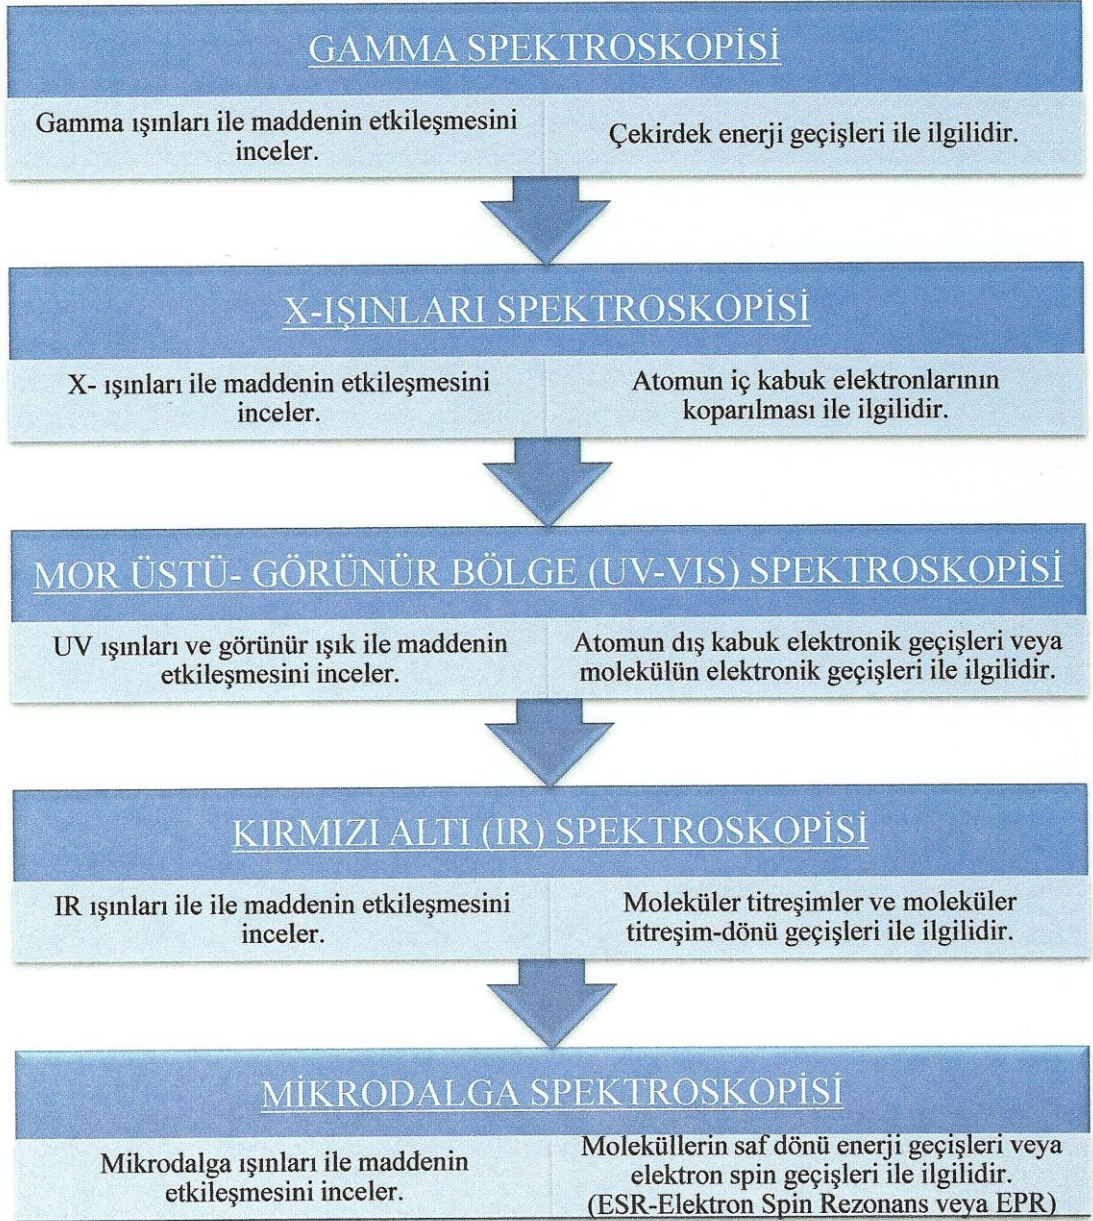 GAMMA SPEKTROSKOPİSİ
Gamma ışınları ile maddenin etkileşmesini
inceler.
Çekirdek enerji geçişleri ile ilgilidir.
X-IŞINLARI SPEKTROSKOPİSİ
X- ışınları ile maddenin etkileşmesini
inceler.
Atomun iç kabuk elektronlarının
koparılması ile ilgilidir.
MOR ÜSTÜ- GÖRÜNÜR BÖLGE (UV-VIS) SPEKTROSKOPİSİ
UV ışınları ve görünür ışık ile maddenin
etkileşmesini inceler.
Atomun dış kabuk elektronik geçişleri veya
molekülün elektronik geçişleri ile ilgilidir.
KIRMIZI ALTI (IR) SPEKTROSKOPİSİ
IR ışınları ile ile maddenin etkileşmesini
inceler.
Moleküler titreşimler ve moleküler
titreşim-dönü geçişleri ile ilgilidir.
MİKRODALGA SPEKTROSKOPİSİ
Mikrodalga ışınları ile maddenin
etkileşmesini inceler.
Moleküllerin saf dönü enerji geçişleri veya
elektron spin geçişleri ile ilgilidir.
(ESR-Elektron Spin Rezonans veya EPR)